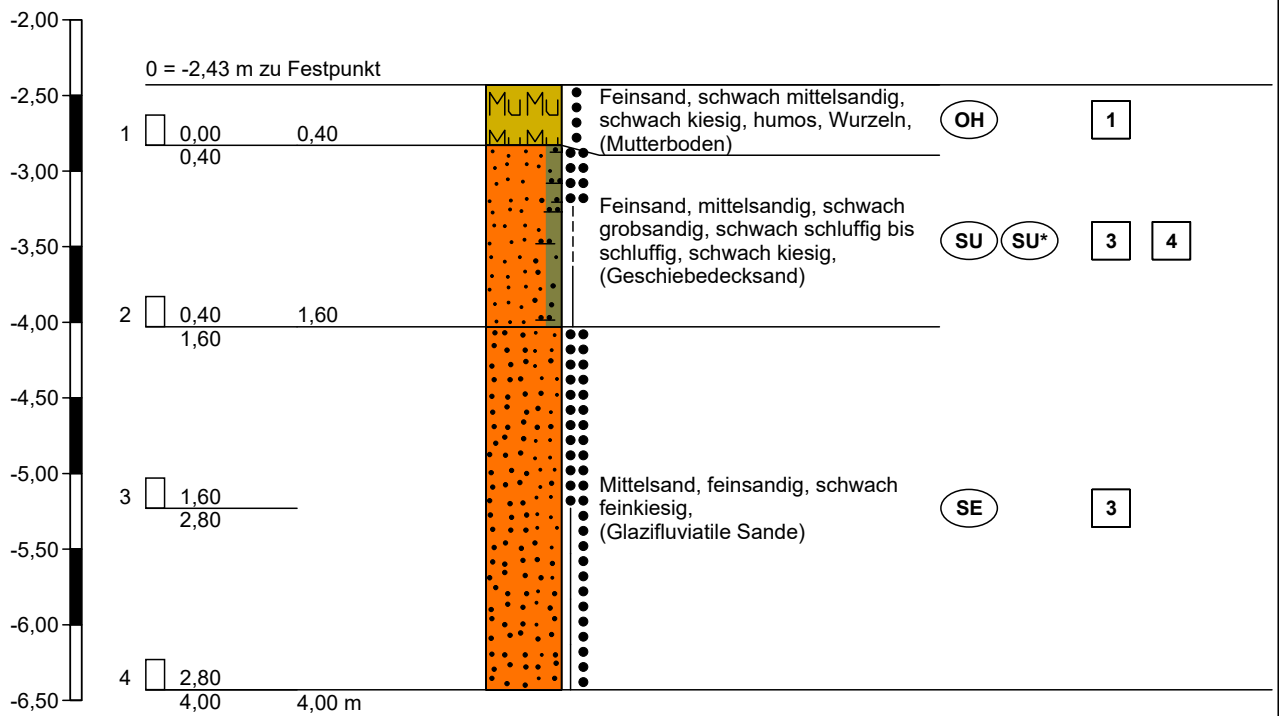 -2,00
0 = -2,43 m zu Festpunkt
-2,50
Mu Mu
Mu Mu
Feinsand, schwach mittelsandig,
schwach kiesig, humos, Wurzeln,
(Mutterboden)
OH
1
1
0,00
0,40
0,40
-3,00
Feinsand, mittelsandig, schwach
grobsandig, schwach schluffig bis
schluffig, schwach kiesig,
(Geschiebedecksand)
SU
SU*
3
4
-3,50
2
0,40
1,60
1,60
-4,00
-4,50
-5,00
3
1,60
2,80
Mittelsand, feinsandig, schwach
feinkiesig,
(Glazifluviatile Sande)
SE
3
-5,50
-6,00
4
2,80
4,00
4,00 m
-6,50